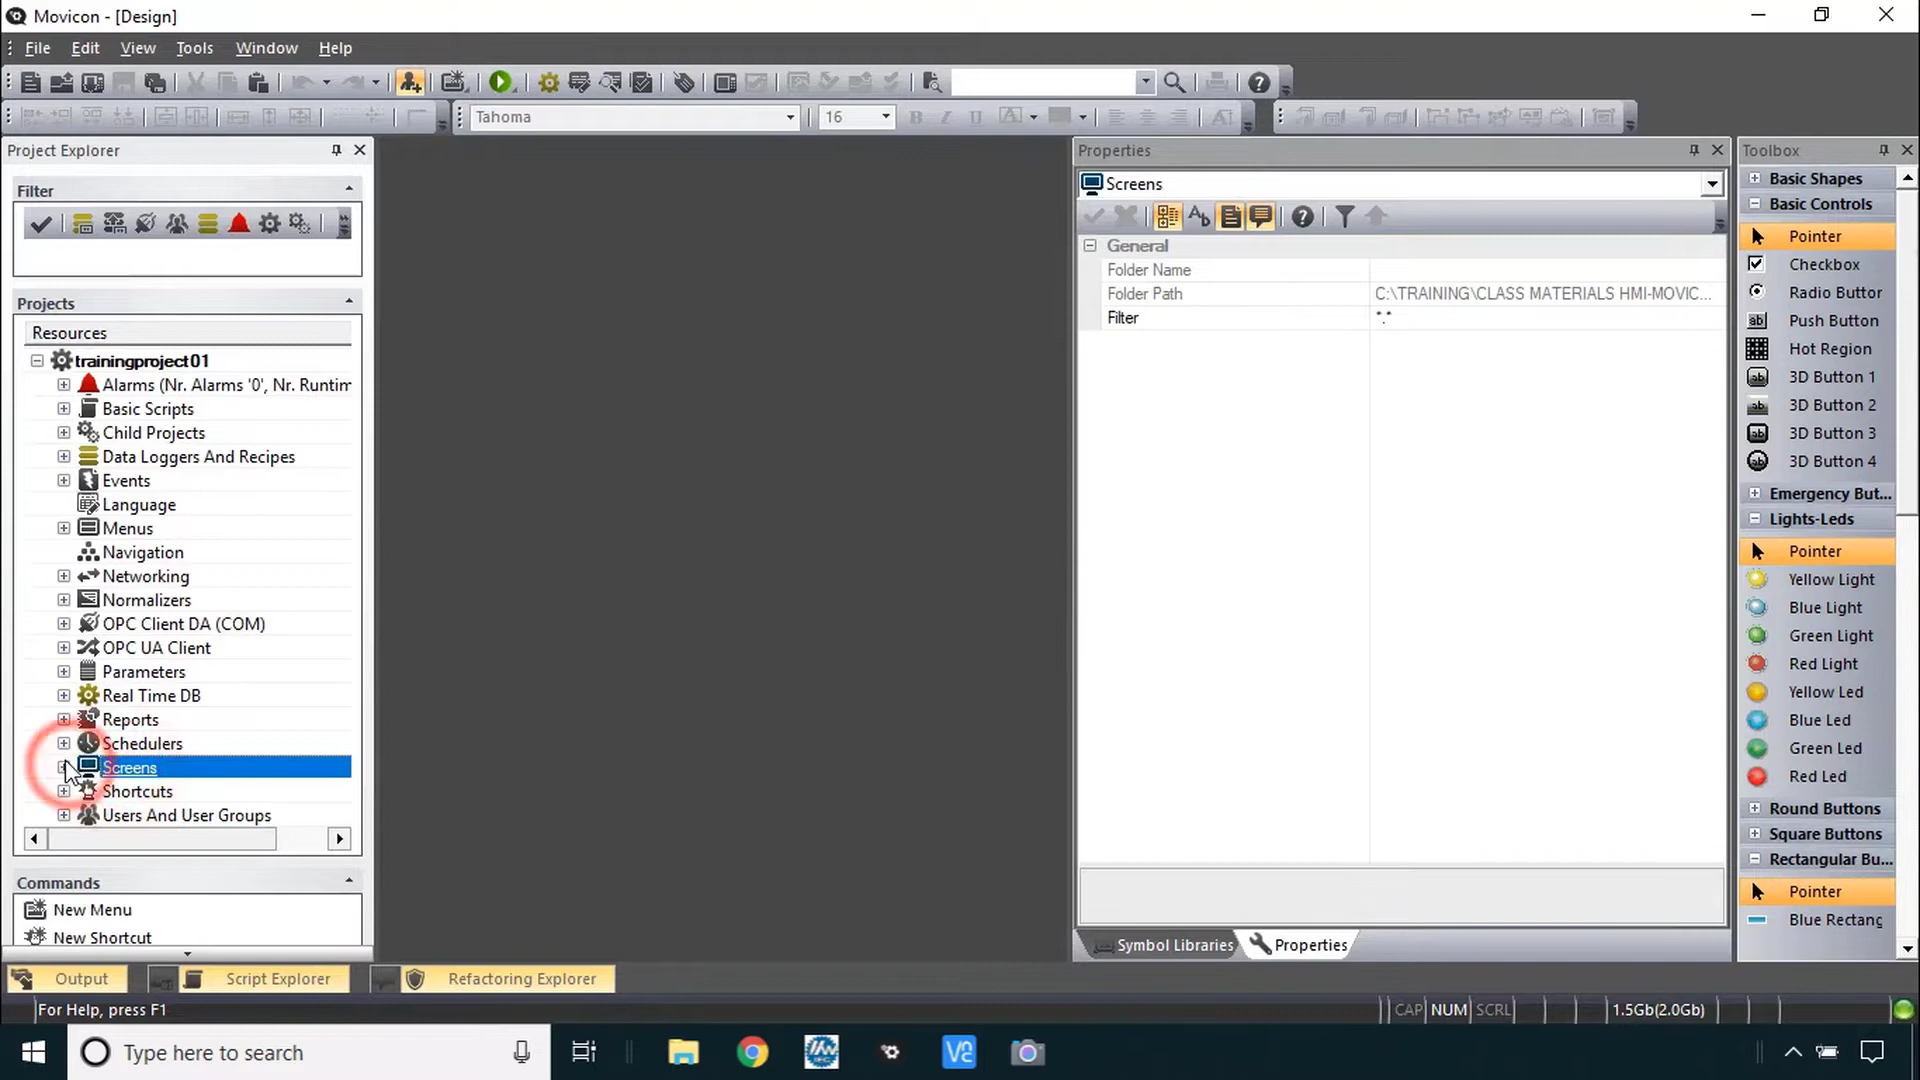 Movicon - [Design]
File Edit View Tools Window Help
Tahoma 16
Project Explorer
Filter
Projects
Resources
trainingproject01
Alarms (Nr. Alarms '0', Nr. Runtim
Basic Scripts
Child Projects
Data Loggers And Recipes
Events
Language
Menus
Navigation
Networking
Normalizers
OPC Client DA (COM)
OPC UA Client
Parameters
Real Time DB
Reports
Schedulers
Screens
Shortcuts
Users And User Groups
Commands
New Menu
New Shortcut
Properties
Screens
General
Folder Name
Folder Path C:\TRAINING\CLASS MATERIALS HMI-MOVIC...
Filter *.*
Symbol Libraries Properties
Toolbox
Basic Shapes
Basic Controls
Pointer
Checkbox
Radio Buttor
Push Button
Hot Region
3D Button 1
3D Button 2
3D Button 3
3D Button 4
Emergency But...
Lights-Leds
Pointer
Yellow Light
Blue Light
Green Light
Red Light
Yellow Led
Blue Led
Green Led
Red Led
Round Buttons
Square Buttons
Rectangular Bu...
Pointer
Blue Rectang
Output Script Explorer Refactoring Explorer
For Help, press F1 CAP NUM SCRL 1.5Gb(2.0Gb)
Type here to search